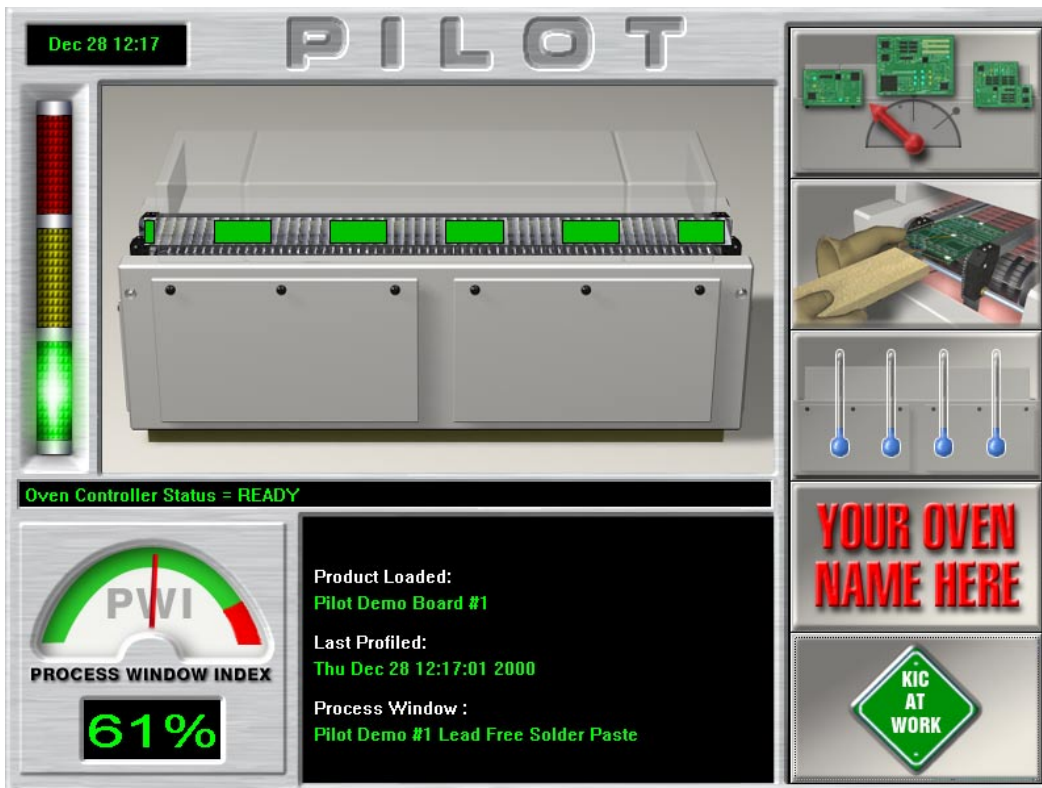 Dec 28 12:17
PILOT
Oven Controller Status = READY
PWI
PROCESS WINDOW INDEX
61%
Product Loaded:
Pilot Demo Board #1
Last Profiled:
Thu Dec 28 12:17:01 2000
Process Window :
Pilot Demo #1 Lead Free Solder Paste
YOUR OVEN
NAME HERE
KIC
AT
WORK